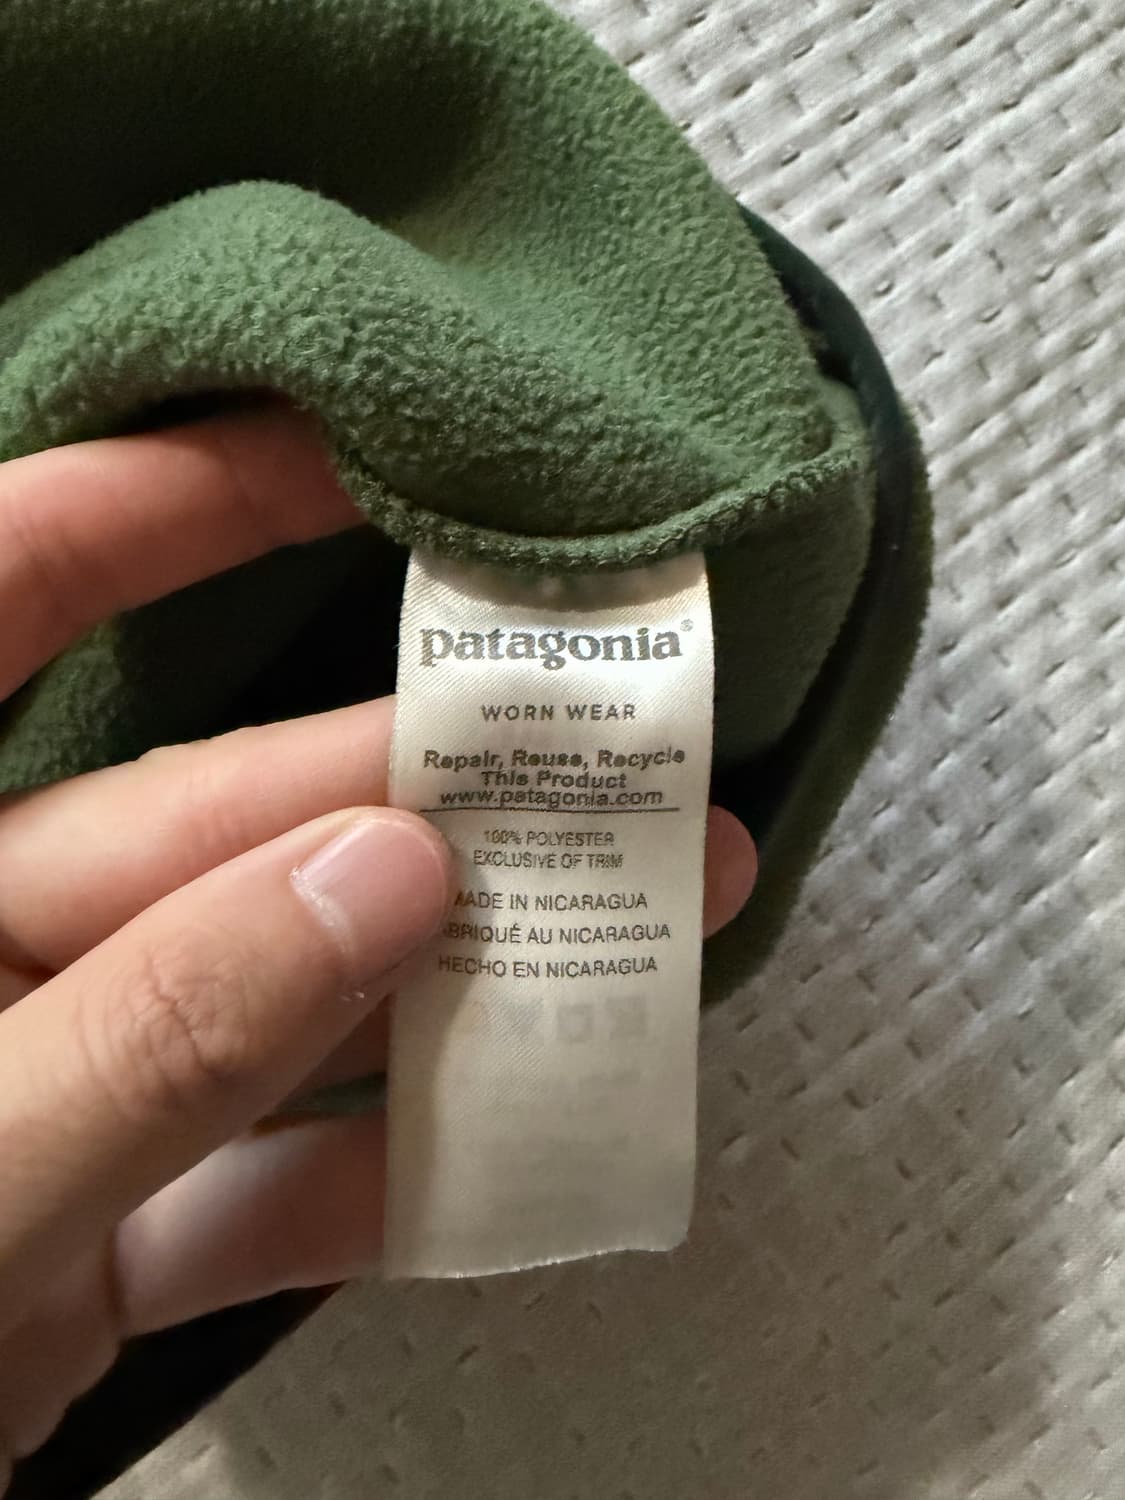 patagonia®
WORN WEAR
Repair, Reuse, Recycle
This Product
www.patagonia.com
100% POLYESTER
EXCLUSIVE OF TRIM
MADE IN NICARAGUA
FABRIQUÉ AU NICARAGUA
HECHO EN NICARAGUA